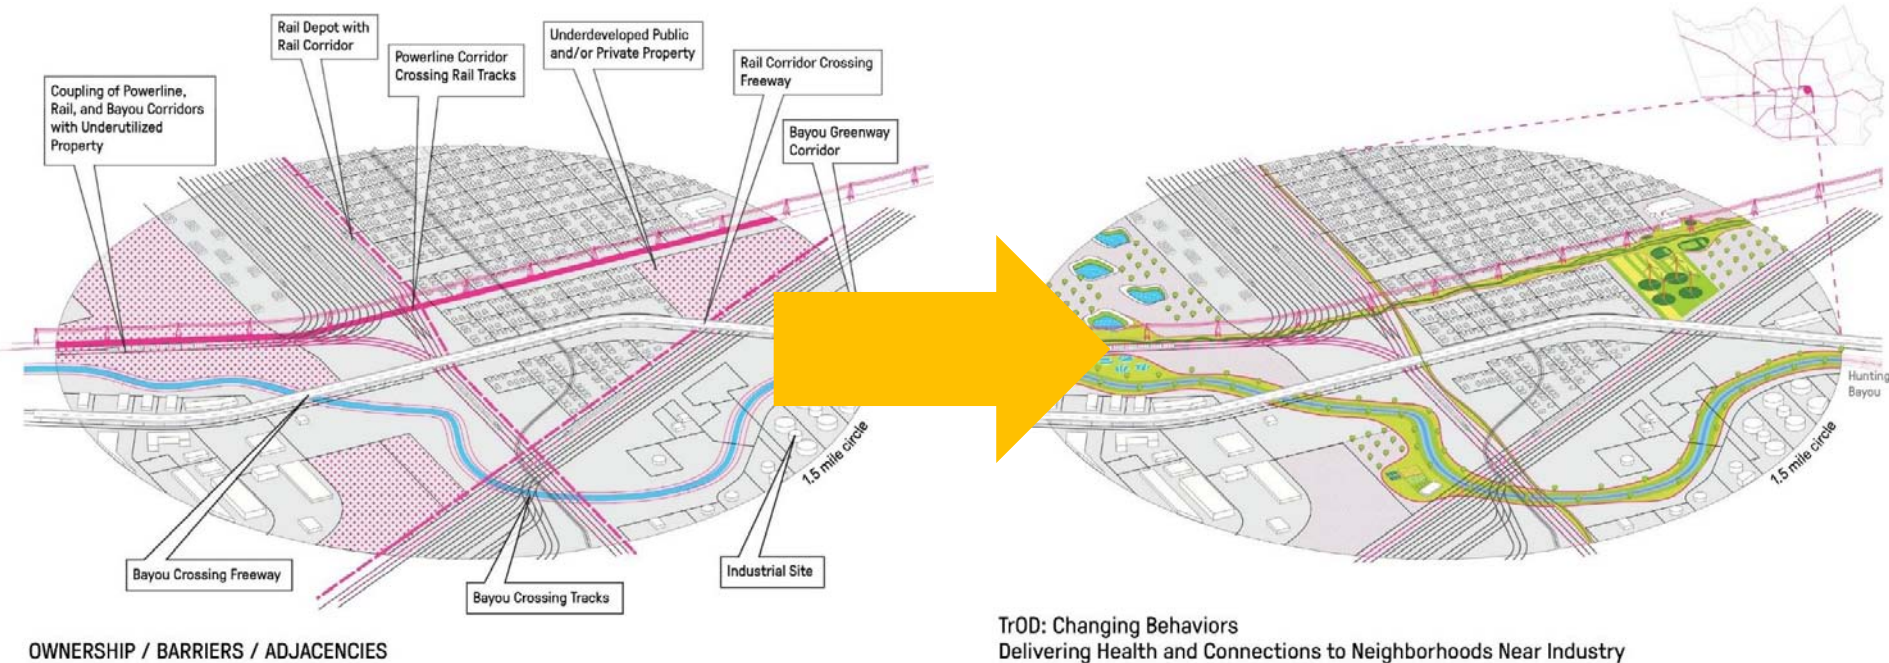 Rail Depot with
Rail Corridor
Powerline Corridor
Crossing Rail Tracks
Underdeveloped Public
and/or Private Property
Rail Corridor Crossing
Freeway
Coupling of Powerline,
Rail, and Bayou Corridors
with Underutilized
Property
Bayou Greenway
Corridor
1.5 mile circle
Bayou Crossing Freeway
Bayou Crossing Tracks
Industrial Site
OWNERSHIP / BARRIERS / ADJACENCIES
Hunting
Bayou
1.5 mile circle
TrOD: Changing Behaviors
Delivering Health and Connections to Neighborhoods Near Industry